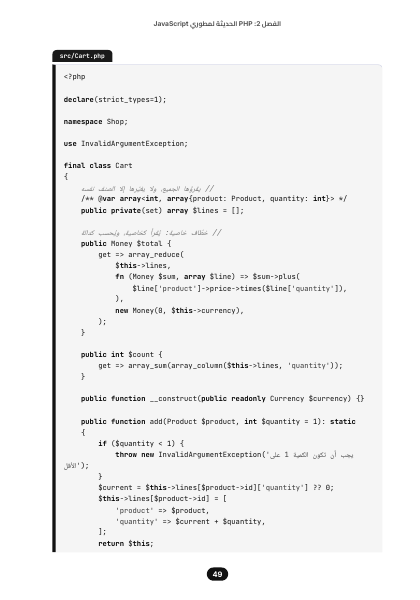 الفصل 2: PHP الحديثة لمطوري JavaScript
src/Cart.php
<?php
declare(strict_types=1);
namespace Shop;
use InvalidArgumentException;
final class Cart
{
// يقرؤها الجميع، ولا يغيّرها إلا الصنف نفسه
/** @var array<int, array{product: Product, quantity: int}> */
public private(set) array $lines = [];
// خطّاف خاصية: يُقرأ كخاصية، ويُحسب كدالة
public Money $total {
get => array_reduce(
$this->lines,
fn (Money $sum, array $line) => $sum->plus(
$line['product']->price->times($line['quantity']),
),
new Money(0, $this->currency),
);
}
public int $count {
get => array_sum(array_column($this->lines, 'quantity'));
}
public function __construct(public readonly Currency $currency) {}
public function add(Product $product, int $quantity = 1): static
{
if ($quantity < 1) {
throw new InvalidArgumentException('يجب أن تكون الكمية 1 على
الأقل');
}
$current = $this->lines[$product->id]['quantity'] ?? 0;
$this->lines[$product->id] = [
'product' => $product,
'quantity' => $current + $quantity,
];
return $this;
49